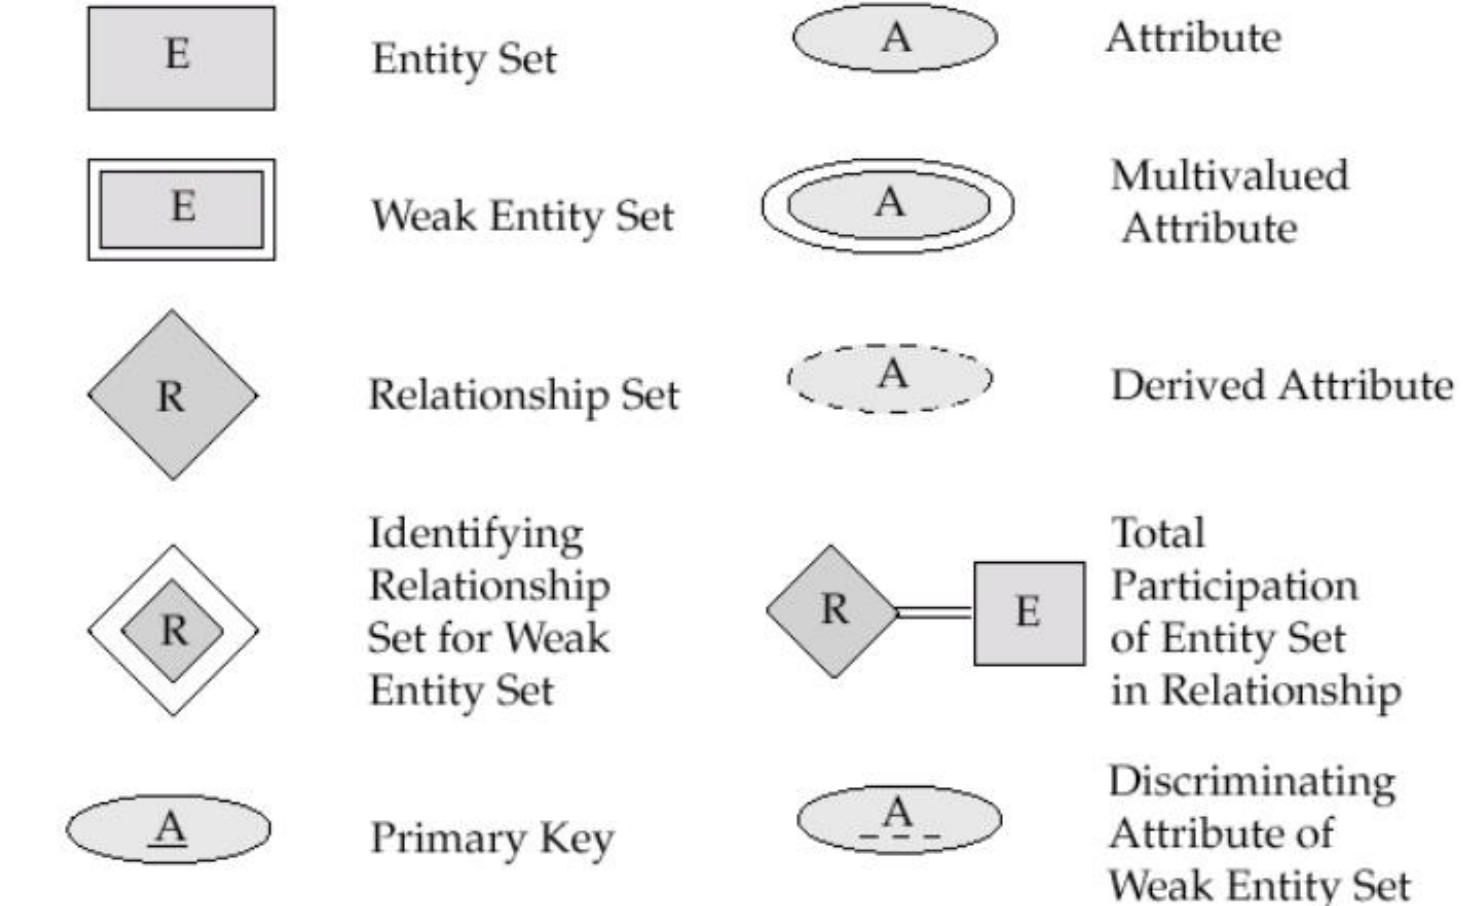 E
Entity Set
A
Attribute
E
Weak Entity Set
A
Multivalued
Attribute
R
Relationship Set
A
Derived Attribute
R
Identifying
Relationship
Set for Weak
Entity Set
R
E
Total
Participation
of Entity Set
in Relationship
A
Primary Key
A
Discriminating
Attribute of
Weak Entity Set